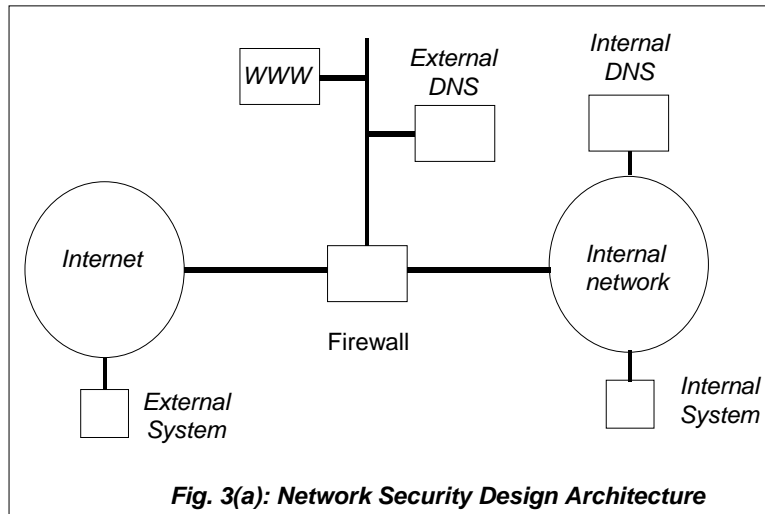 WWW
External
DNS
Internal
DNS
Internet
Internal
network
Firewall
External
System
Internal
System
Fig. 3(a): Network Security Design Architecture